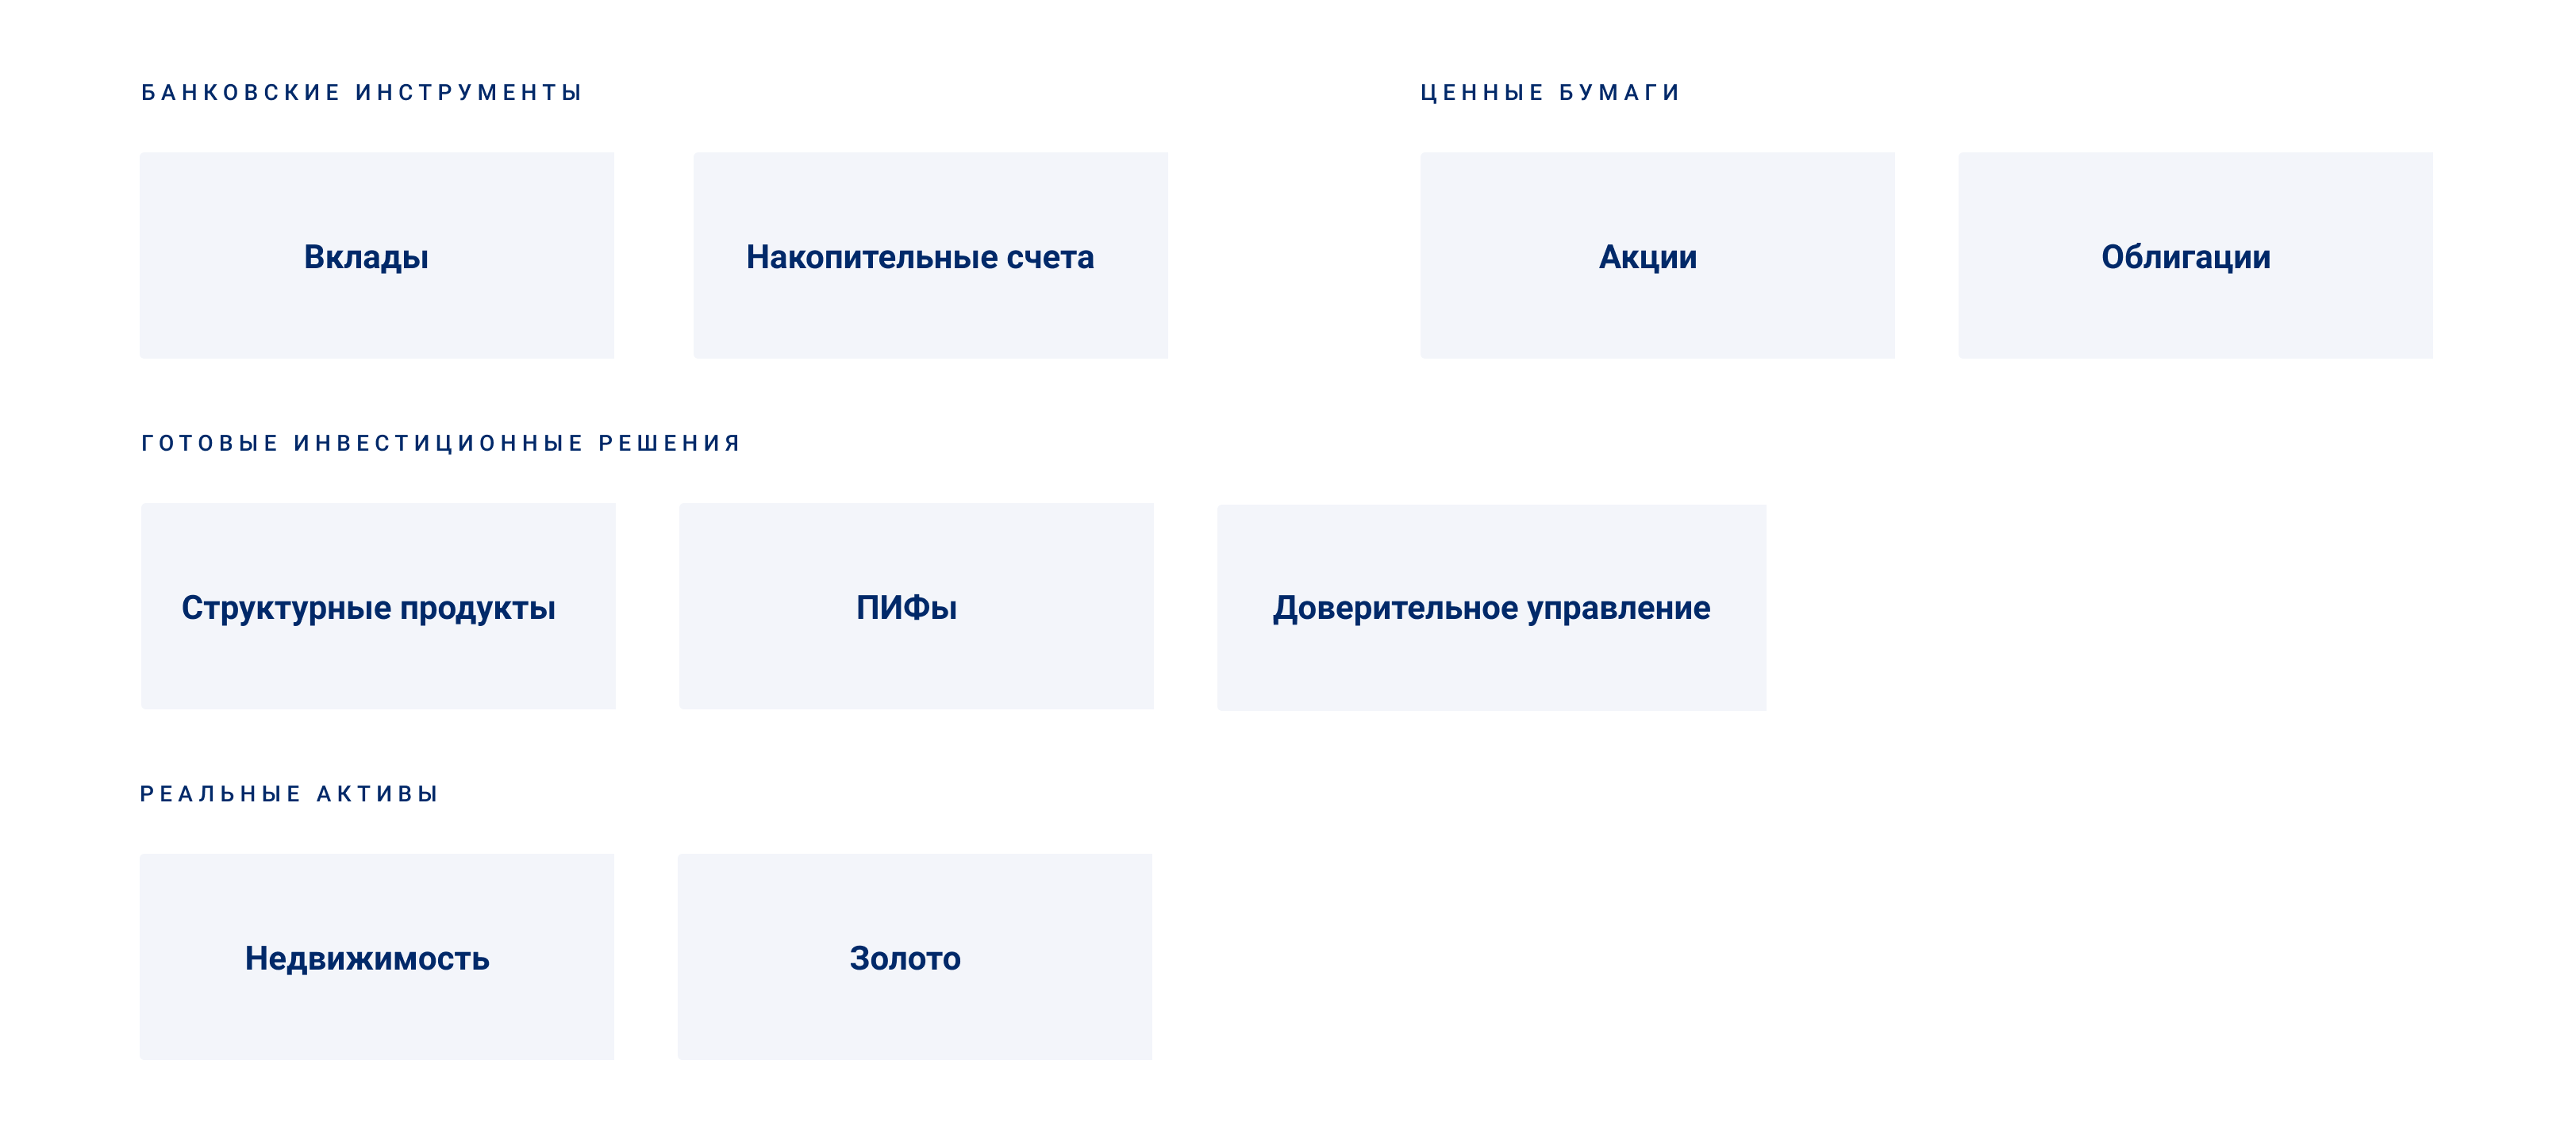 БАНКОВСКИЕ ИНСТРУМЕНТЫ
Вклады
Накопительные счета
ЦЕННЫЕ БУМАГИ
Акции
Облигации
ГОТОВЫЕ ИНВЕСТИЦИОННЫЕ РЕШЕНИЯ
Структурные продукты
ПИФы
Доверительное управление
РЕАЛЬНЫЕ АКТИВЫ
Недвижимость
Золото